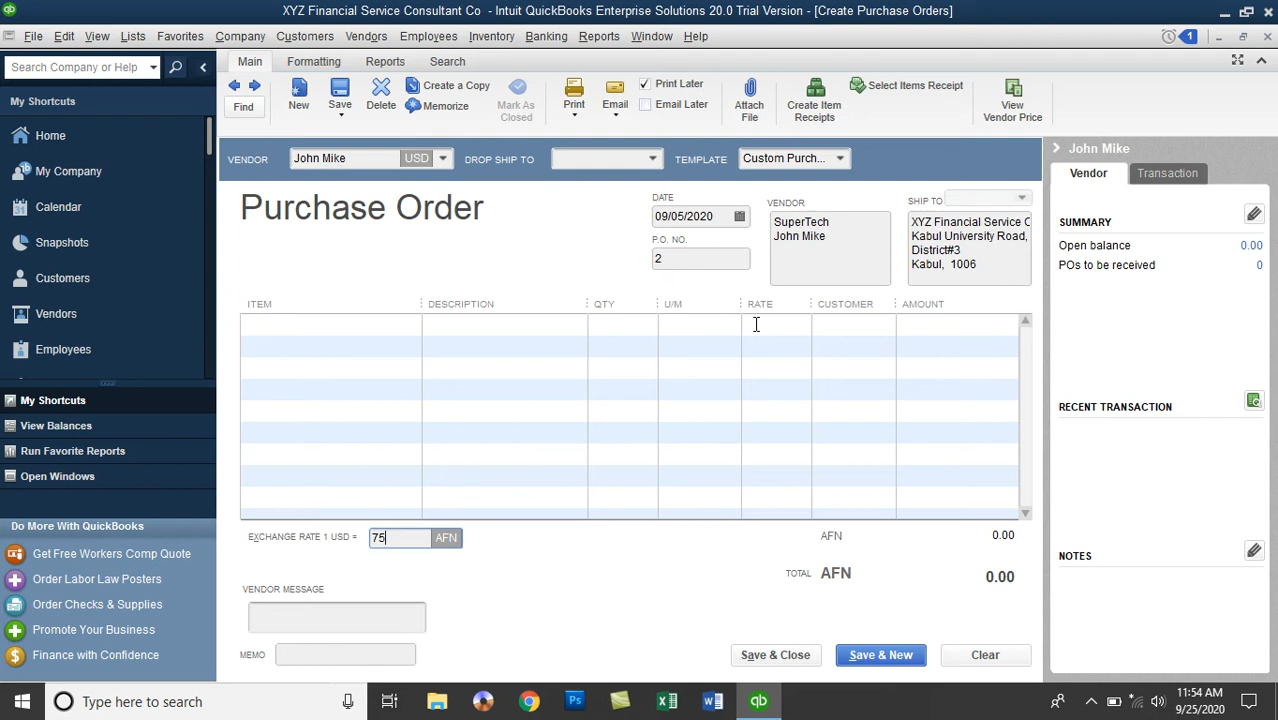 XYZ Financial Service Consultant Co - Intuit QuickBooks Enterprise Solutions 20.0 Trial Version - [Create Purchase Orders]
File Edit View Lists Favorites Company Customers Vendors Employees Inventory Banking Reports Window Help 1
Search Company or Help
Main Formatting Reports Search
My Shortcuts
Home
My Company
Calendar
Snapshots
Customers
Vendors
Employees
My Shortcuts
View Balances
Run Favorite Reports
Open Windows
Do More With QuickBooks
Get Free Workers Comp Quote
Order Labor Law Posters
Order Checks & Supplies
Promote Your Business
Finance with Confidence
Find
New
Save
Delete
Create a Copy
Memorize
Mark As
Closed
Print
Email
Print Later
Email Later
Attach
File
Create Item
Receipts
Select Items Receipt
View
Vendor Price
VENDOR John Mike USD DROP SHIP TO TEMPLATE Custom Purch...
Purchase Order
DATE
09/05/2020
P.O. NO.
2
VENDOR
SuperTech
John Mike
SHIP TO
XYZ Financial Service C
Kabul University Road,
District#3
Kabul, 1006
ITEM DESCRIPTION QTY U/M RATE CUSTOMER AMOUNT
EXCHANGE RATE 1 USD = 75 AFN
AFN 0.00
TOTAL AFN 0.00
VENDOR MESSAGE
MEMO
Save & Close Save & New Clear
John Mike
Vendor Transaction
SUMMARY
Open balance 0.00
POs to be received 0
RECENT TRANSACTION
NOTES
qb
Type here to search
11:54 AM
9/25/2020